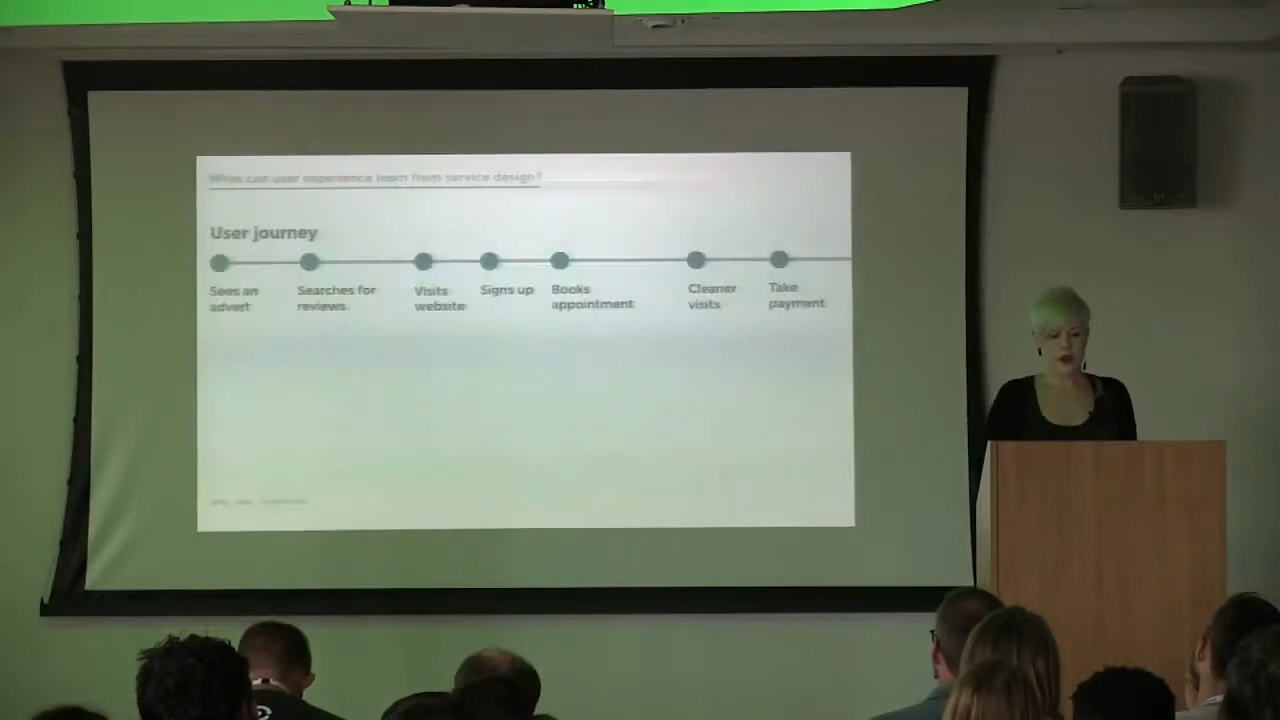 What can user experience learn from service design?
User journey
Sees an
advert
Searches for
reviews
Visits
website
Signs up
Books
appointment
Cleaner
visits
Take
payment